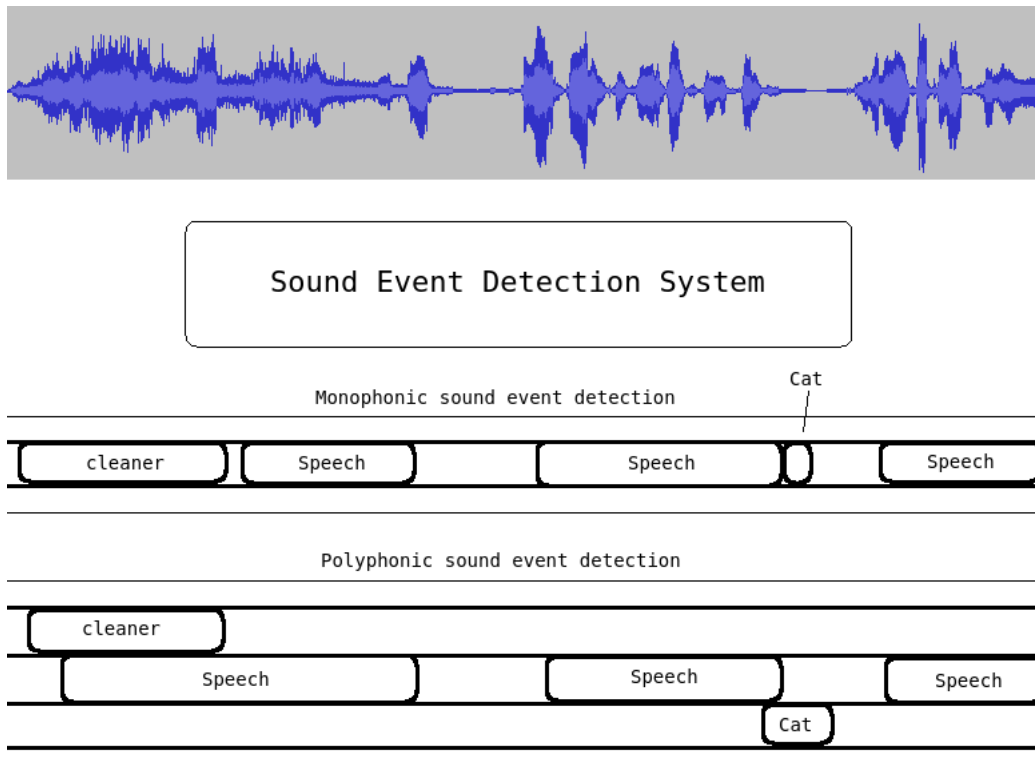 Sound Event Detection System
Cat
Monophonic sound event detection
cleaner Speech Speech Speech
Polyphonic sound event detection
cleaner
Speech Speech Speech
Cat